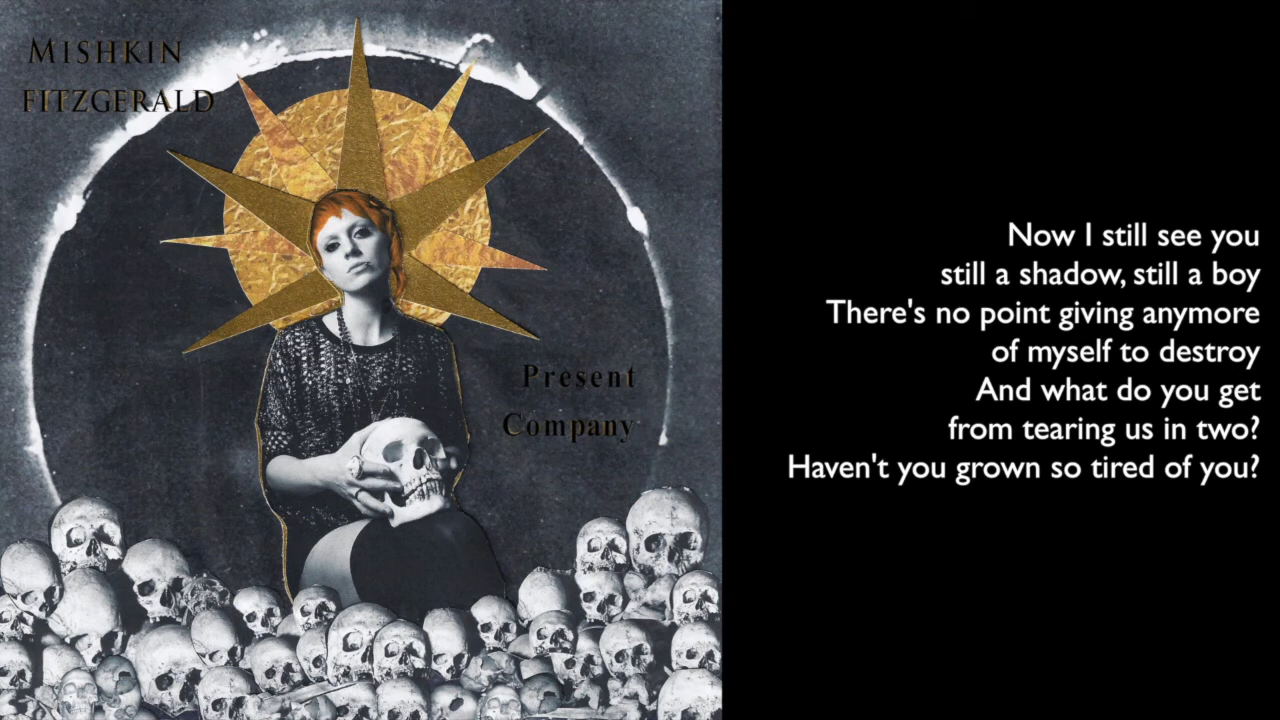 MISHKIN
FITZGERALD
Present
Company
Now I still see you
still a shadow, still a boy
There's no point giving anymore
of myself to destroy
And what do you get
from tearing us in two?
Haven't you grown so tired of you?